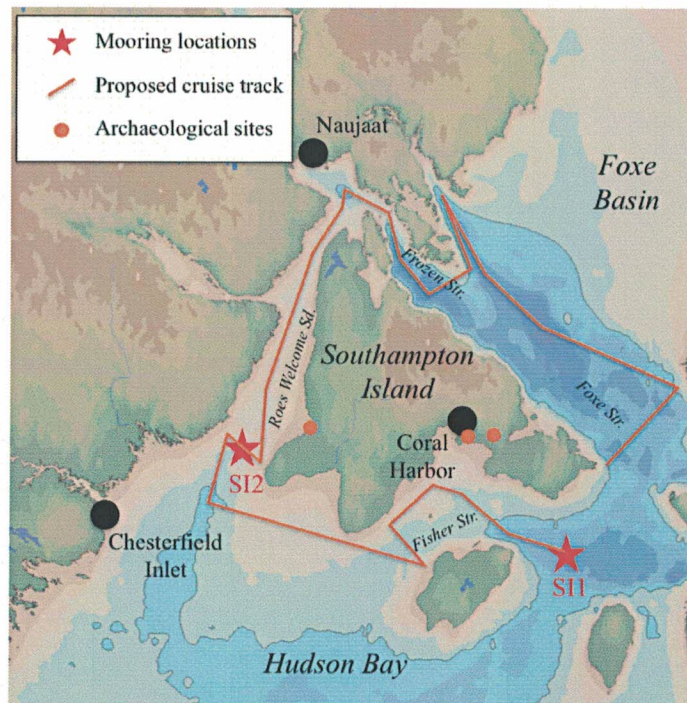 Mooring locations
Proposed cruise track
Archaeological sites
Naujaat
Foxe
Basin
Frozen Str.
Roes Welcome Sd.
Southampton
Island
Foxe Str.
Coral
Harbor
SI2
Chesterfield
Inlet
Fisher Str.
SI1
Hudson Bay